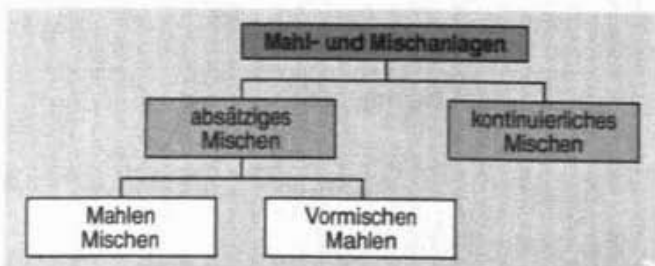 Mahl- und Mischanlagen
absätziges
Mischen
kontinuierliches
Mischen
Mahlen
Mischen
Vormischen
Mahlen